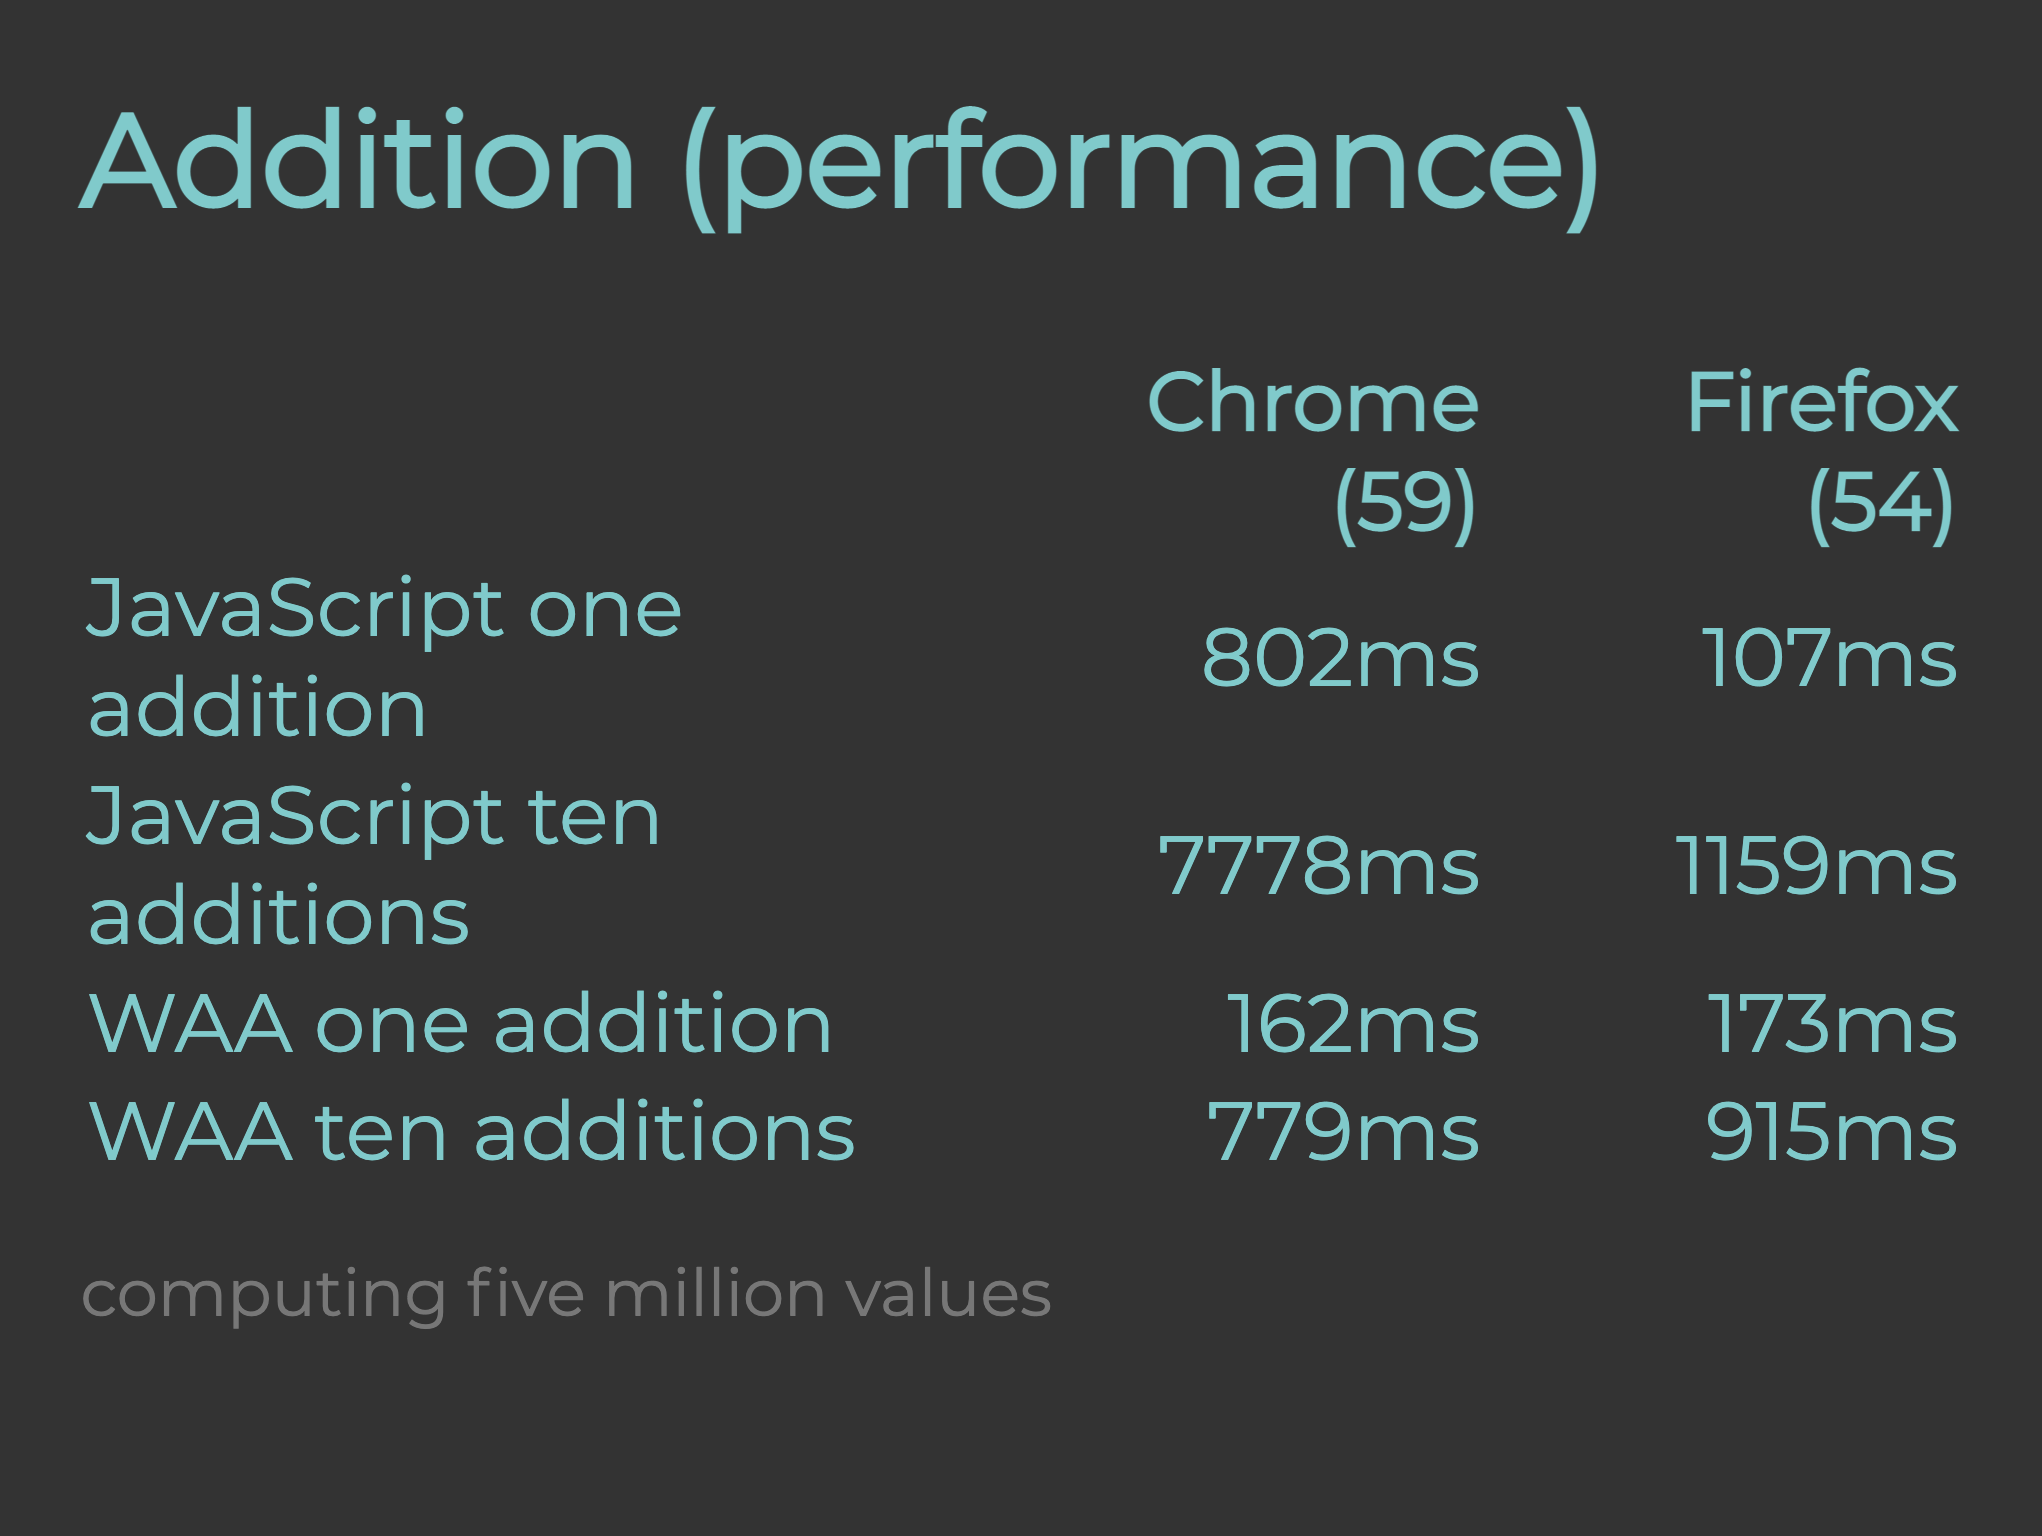 Addition (performance)
Chrome Firefox
(59) (54)
JavaScript one
addition 802ms 107ms
JavaScript ten
additions 7778ms 1159ms
WAA one addition 162ms 173ms
WAA ten additions 779ms 915ms
computing five million values